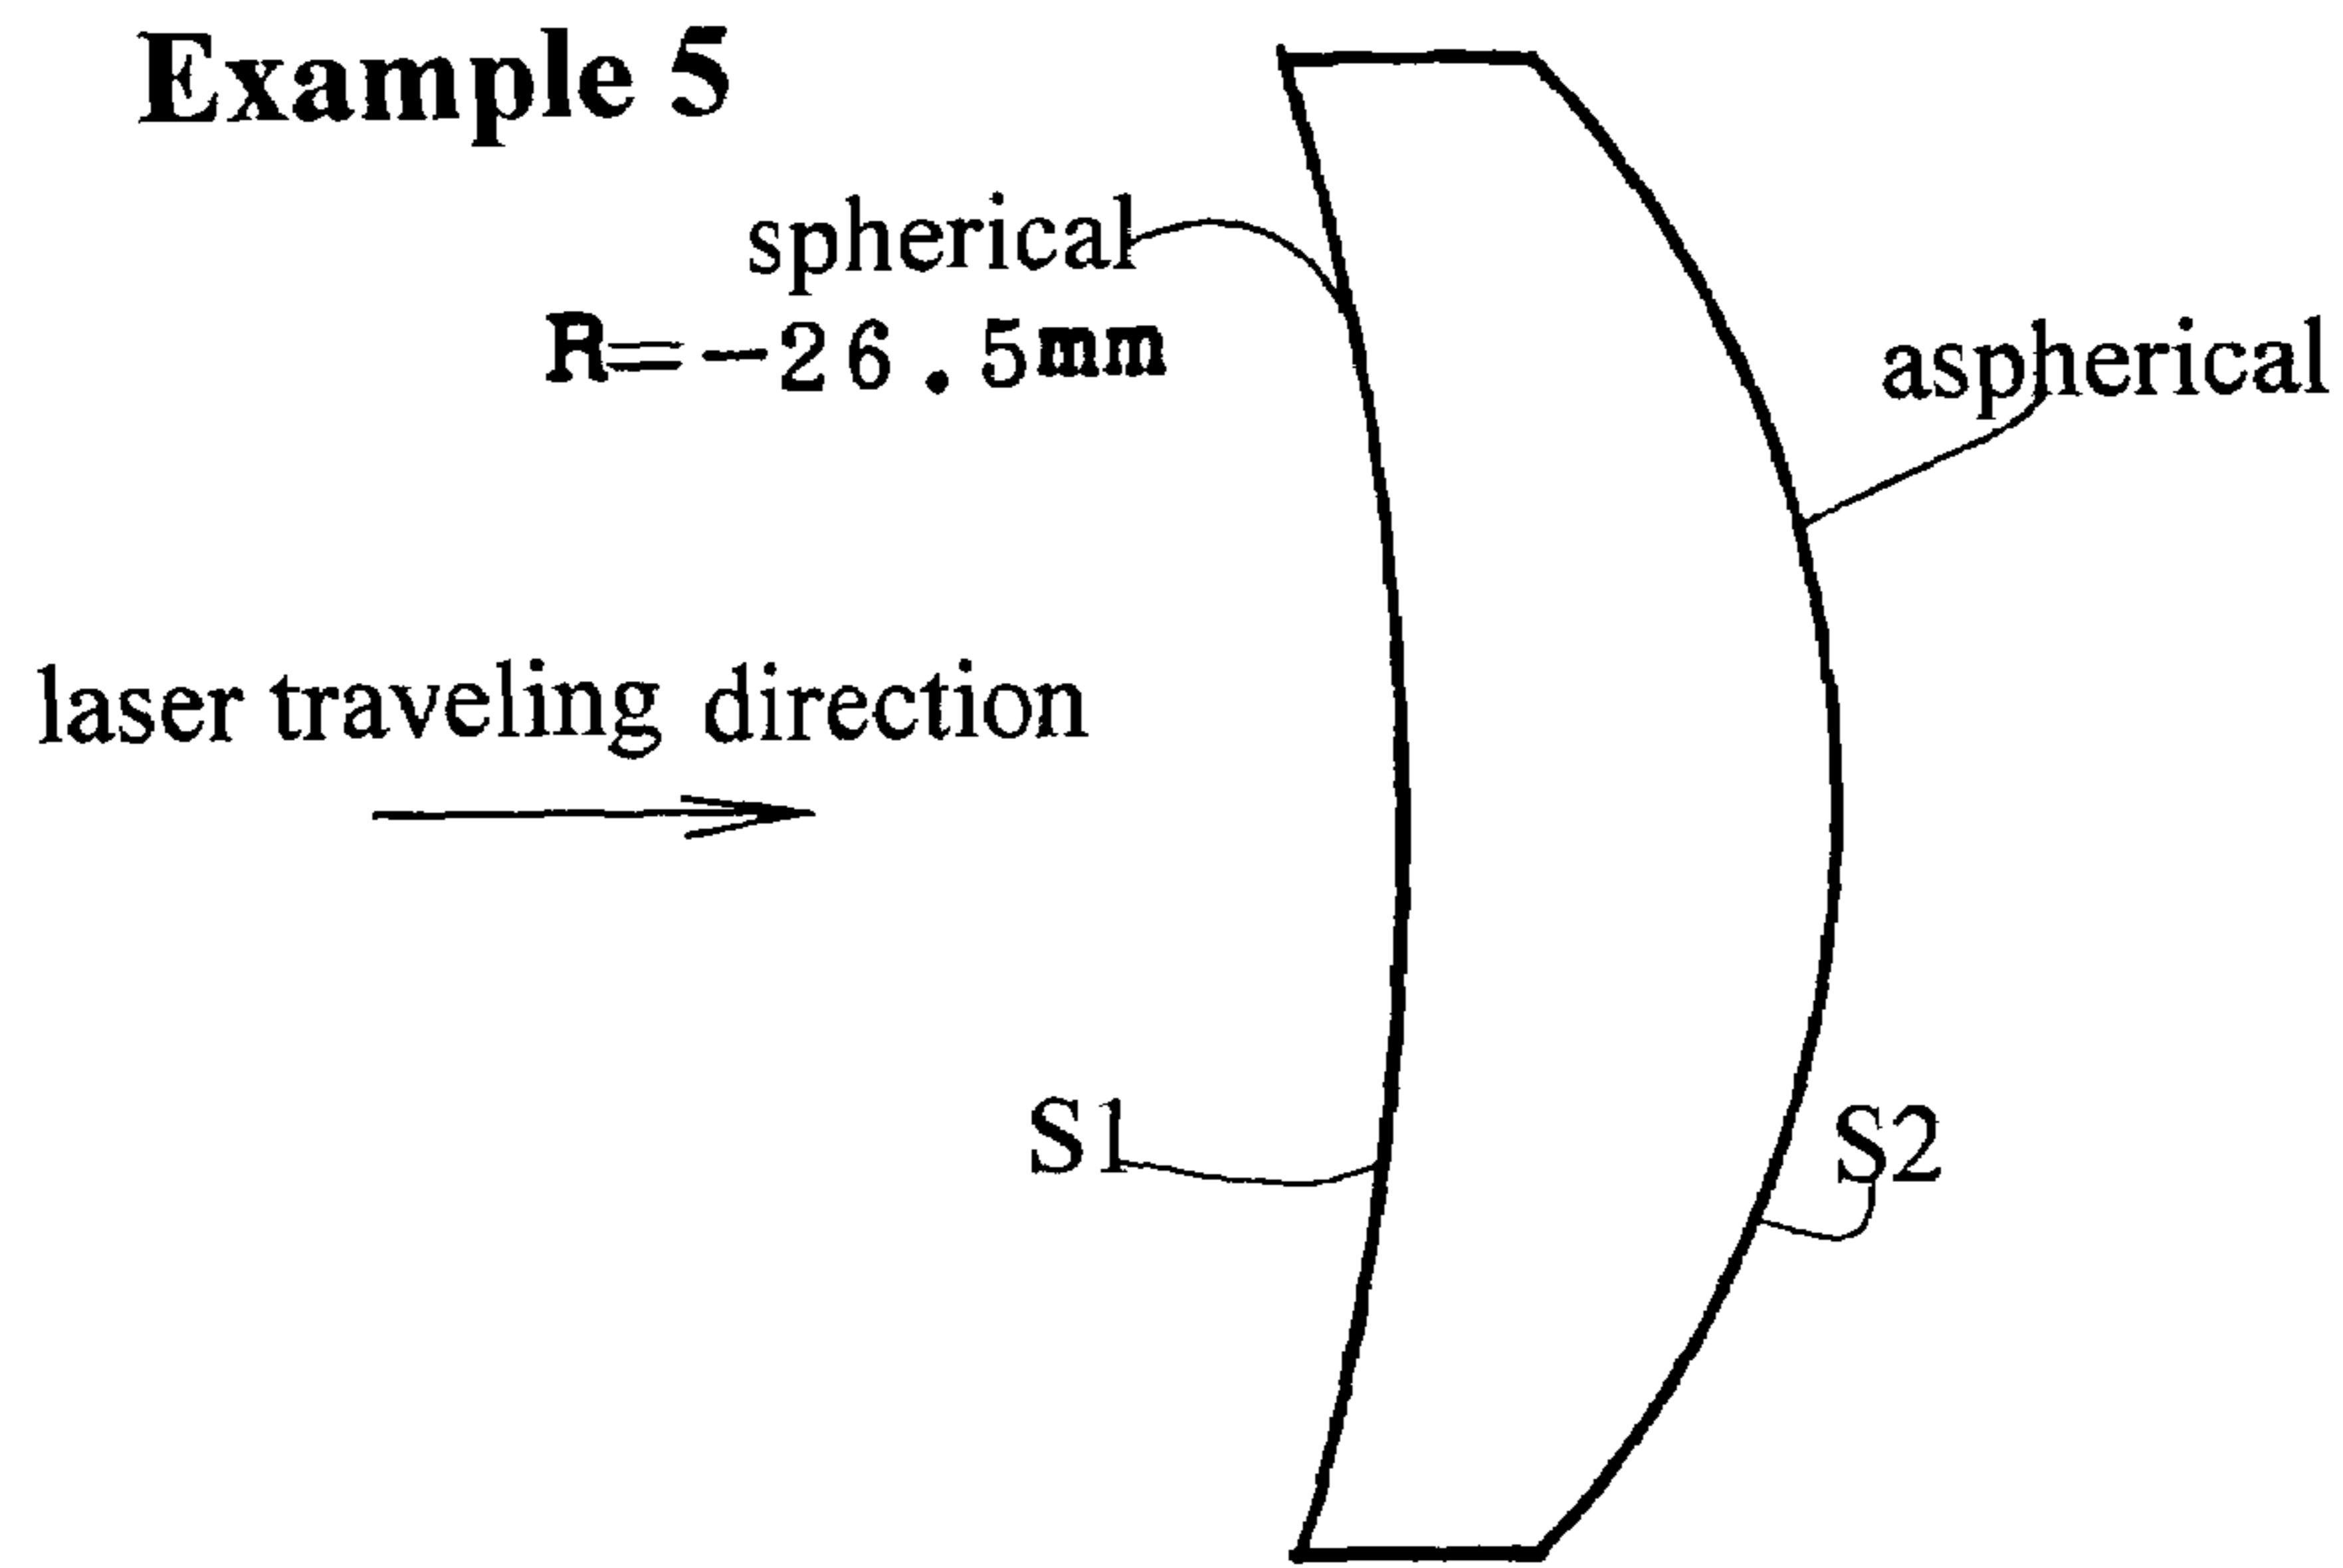 Example 5
spherical
R=-26.5mm
aspherical
laser traveling direction
S1
S2